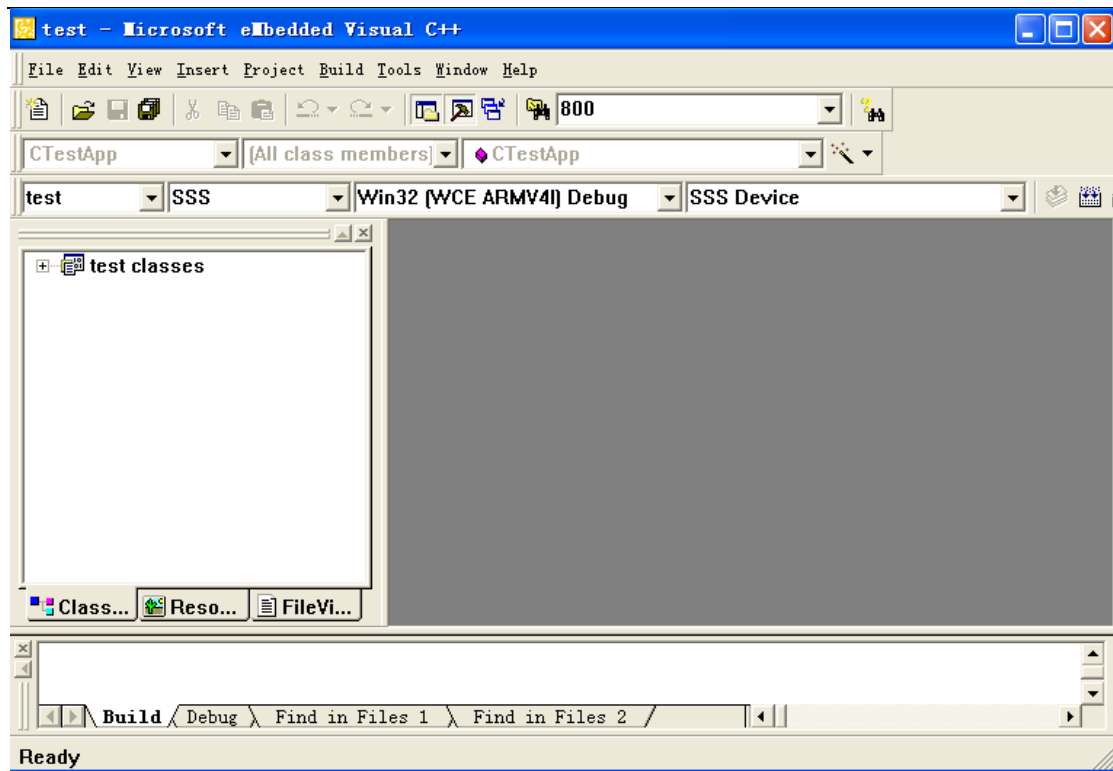 test - Microsoft eMbedded Visual C++
File Edit View Insert Project Build Tools Window Help
800
CTestApp [All class members] CTestApp
test SSS Win32 (WCE ARMV4I) Debug SSS Device
test classes
Class... Reso... FileVi...
Build Debug Find in Files 1 Find in Files 2
Ready